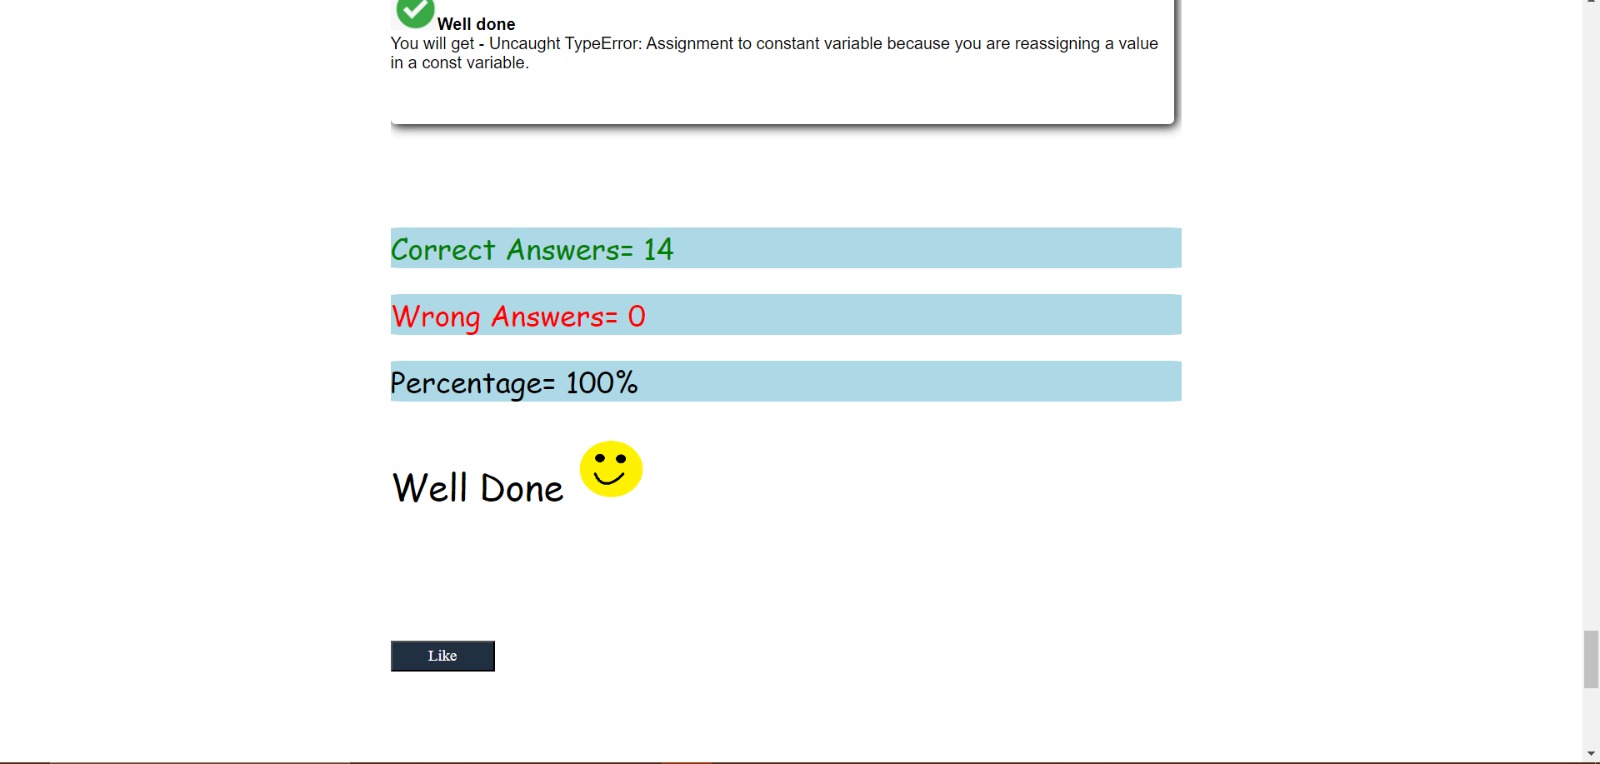 Well done
You will get - Uncaught TypeError: Assignment to constant variable because you are reassigning a value
in a const variable.
Correct Answers= 14
Wrong Answers= 0
Percentage= 100%
Well Done
Like